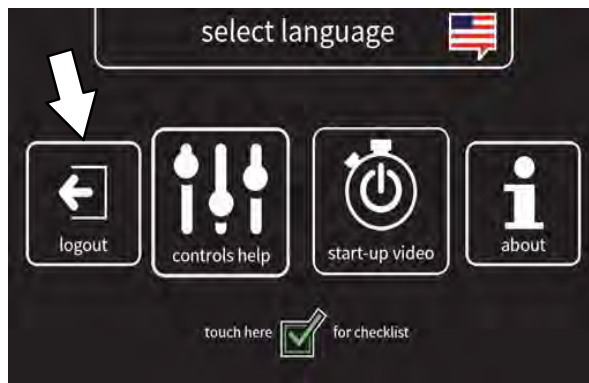 select language
logout
controls help
start-up video
about
touch here
for checklist